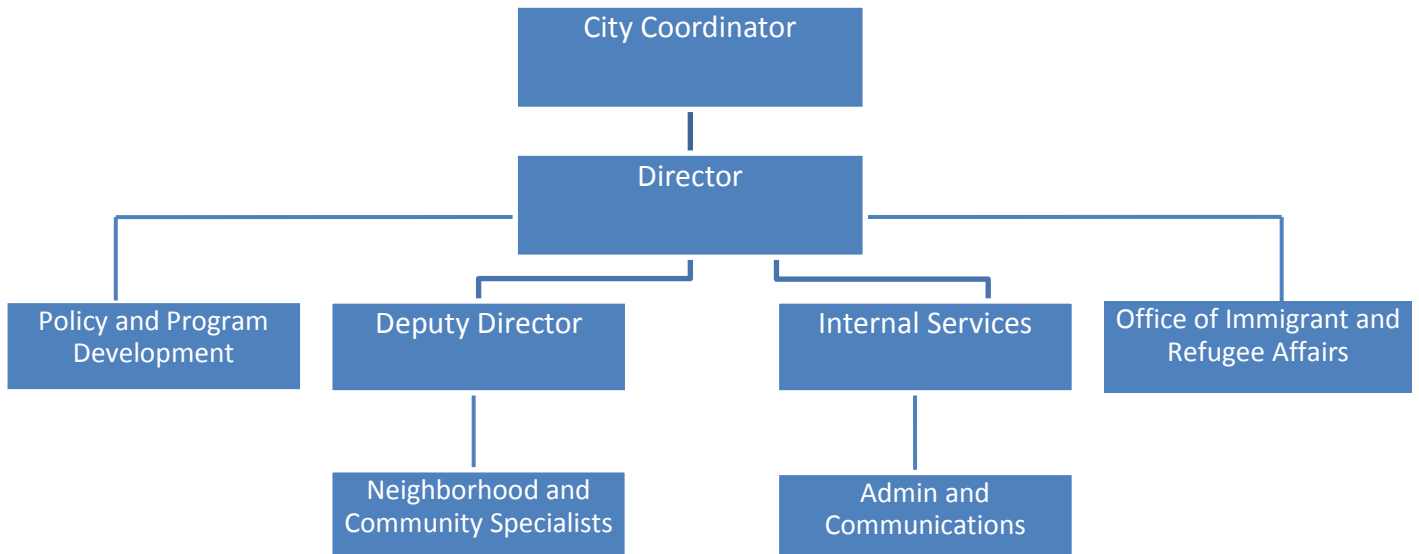 City Coordinator
Director
Policy and Program
Development
Deputy Director
Internal Services
Office of Immigrant and
Refugee Affairs
Neighborhood and
Community Specialists
Admin and
Communications